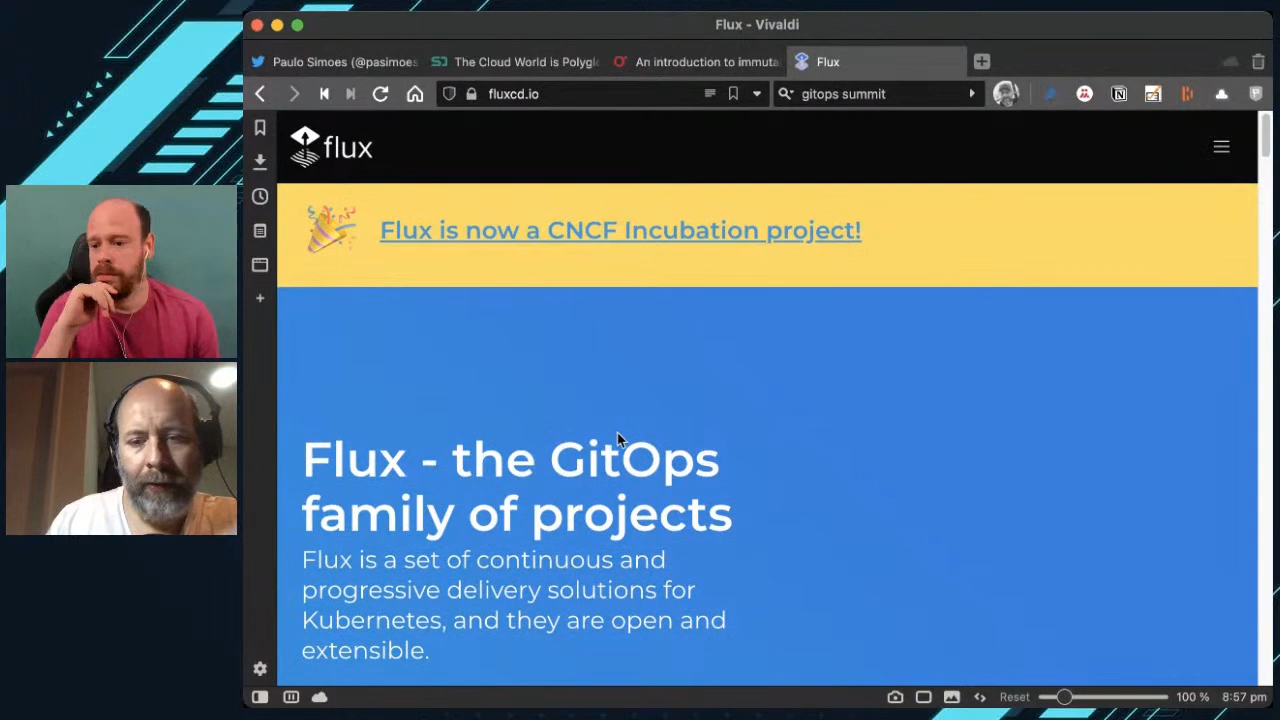 Flux - Vivaldi
Paulo Simoes (@pasimoes
The Cloud World is Polyglo
An introduction to immuta
Flux
fluxcd.io
gitops summit
flux
Flux is now a CNCF Incubation project!
Flux - the GitOps
family of projects
Flux is a set of continuous and
progressive delivery solutions for
Kubernetes, and they are open and
extensible.
Reset
100 %
8:57 pm